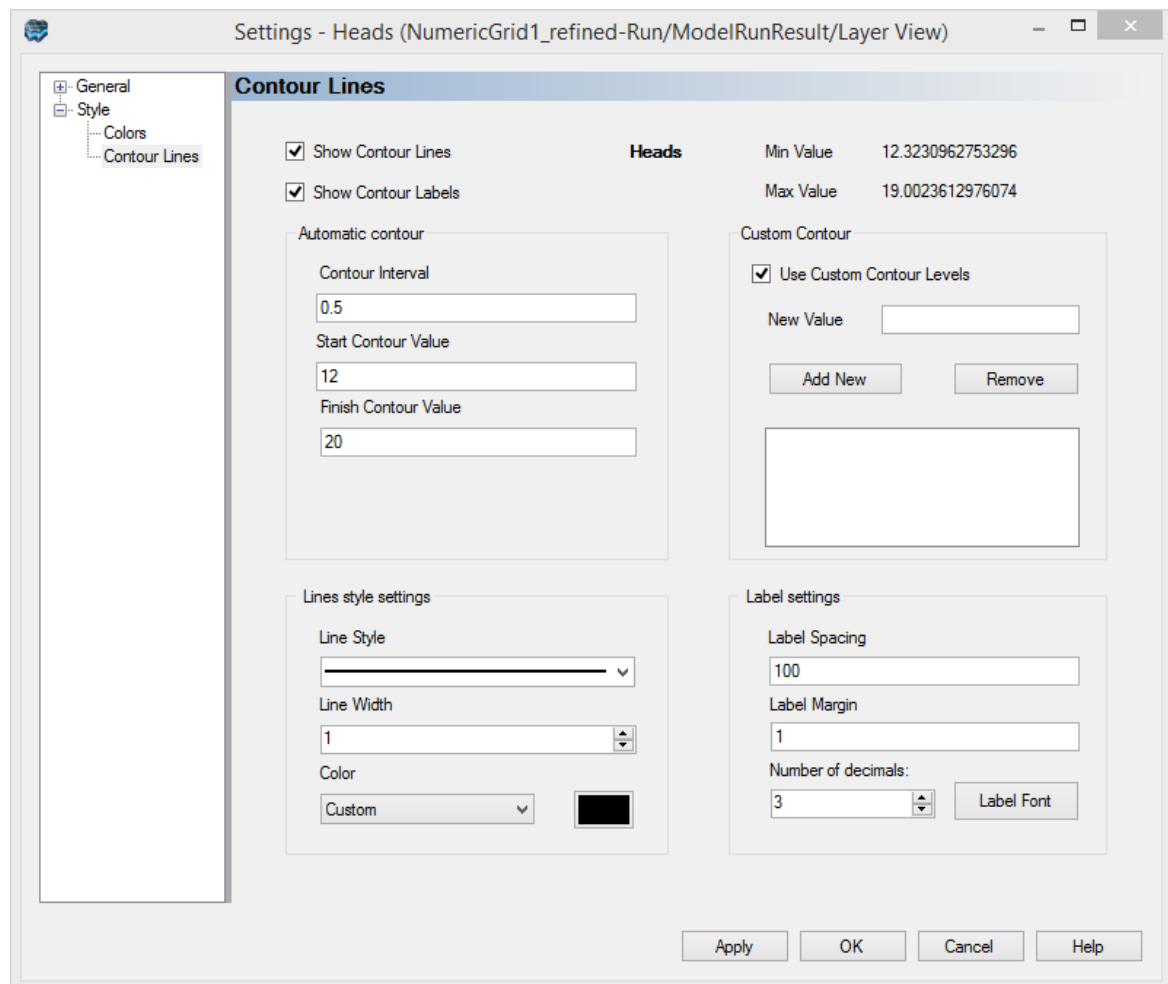 Settings - Heads (NumericGrid1_refined-Run/ModelRunResult/Layer View)
General
Style
Colors
Contour Lines
Contour Lines
Show Contour Lines
Heads
Min Value 12.3230962753296
Show Contour Labels
Max Value 19.0023612976074
Automatic contour
Contour Interval
0.5
Start Contour Value
12
Finish Contour Value
20
Custom Contour
Use Custom Contour Levels
New Value
Add New
Remove
Lines style settings
Line Style
Line Width
1
Color
Custom
Label settings
Label Spacing
100
Label Margin
1
Number of decimals:
3
Label Font
Apply
OK
Cancel
Help